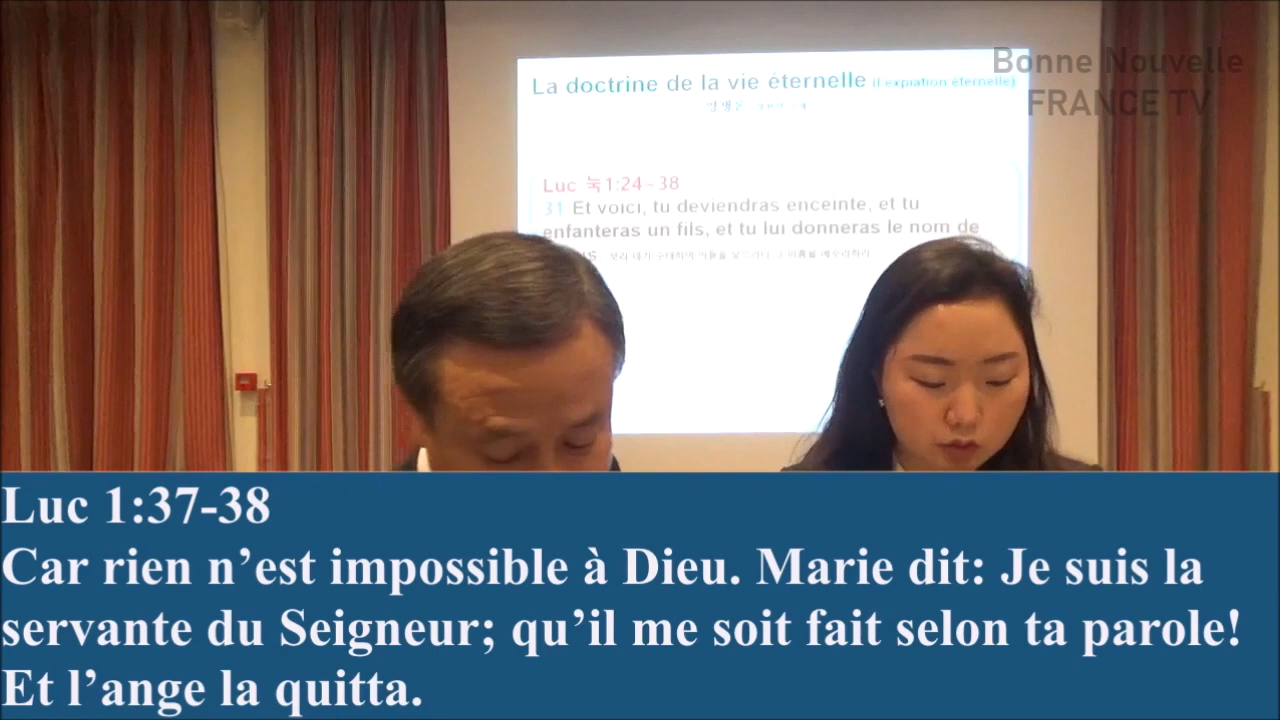 Bonne Nouvelle
FRANCE TV
La doctrine de la vie éternelle (l expiation éternelle)
영생론
Luc 눅1:24~38
31 Et voici, tu deviendras enceinte, et tu
enfanteras un fils, et tu lui donneras le nom de
Luc 1:37-38
Car rien n’est impossible à Dieu. Marie dit: Je suis la
servante du Seigneur; qu’il me soit fait selon ta parole!
Et l’ange la quitta.